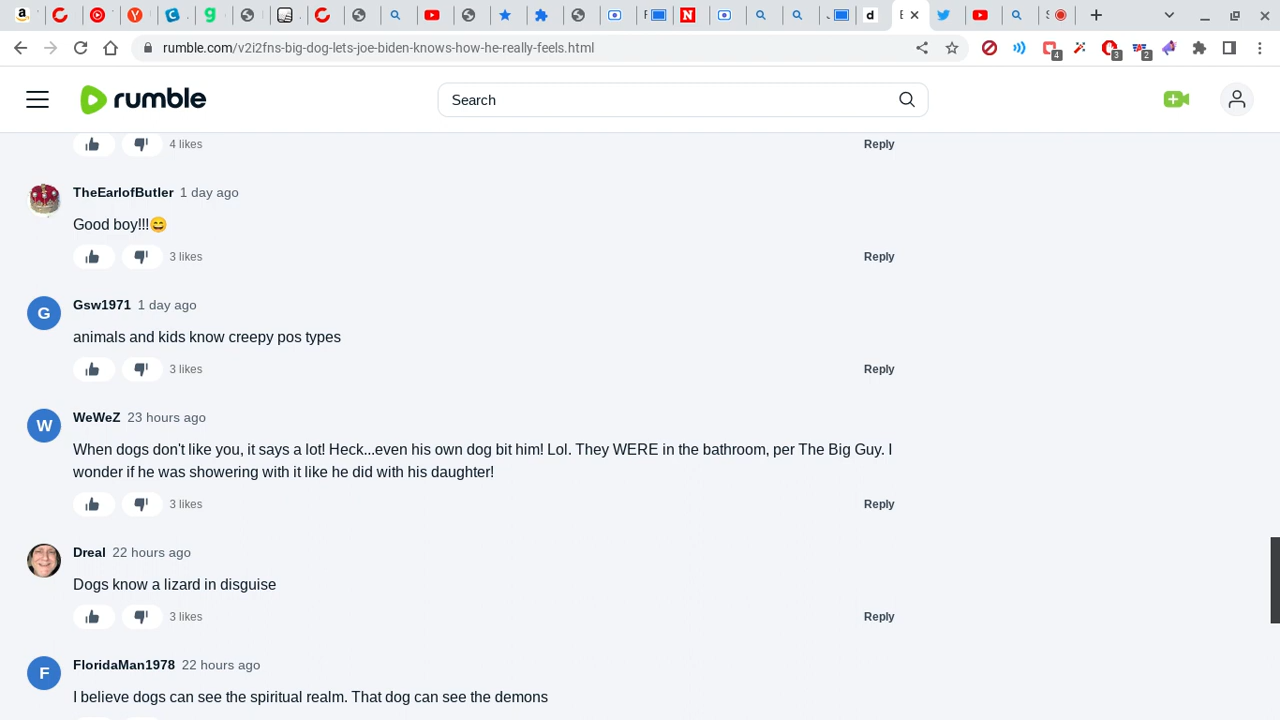 4
3
2
rumble.com/v2i2fns-big-dog-lets-joe-biden-knows-how-he-really-feels.html
rumble
Search
4 likes
Reply
TheEarlofButler 1 day ago
Good boy!!!😄
3 likes
Reply
G
Gsw1971 1 day ago
animals and kids know creepy pos types
3 likes
Reply
W
WeWeZ 23 hours ago
When dogs don't like you, it says a lot! Heck...even his own dog bit him! Lol. They WERE in the bathroom, per The Big Guy. I
wonder if he was showering with it like he did with his daughter!
3 likes
Reply
Dreal 22 hours ago
Dogs know a lizard in disguise
3 likes
Reply
F
FloridaMan1978 22 hours ago
I believe dogs can see the spiritual realm. That dog can see the demons